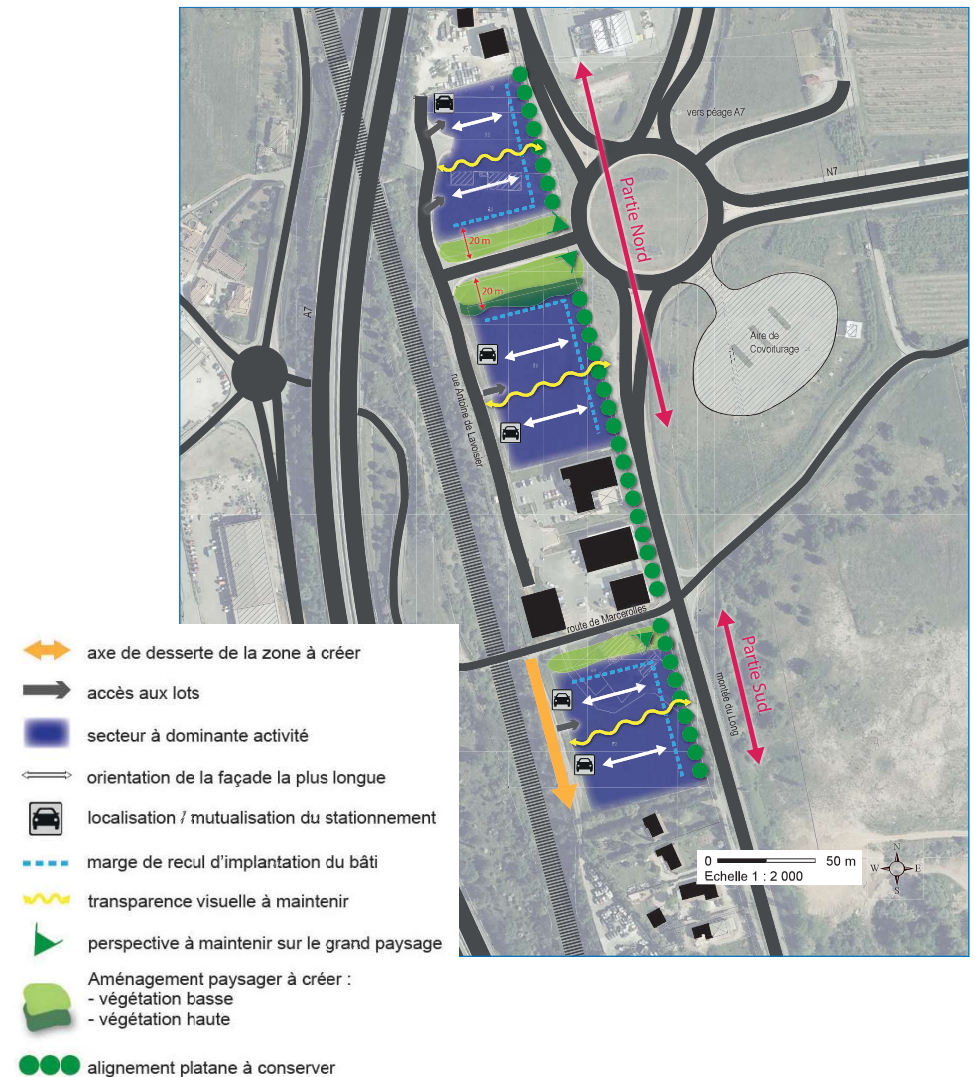 vers péage A7
N7
Partie Nord
20 m
20 m
A7
Aire de
Covoiturage
rue Antoine de Lavoisier
route de Marcerolles
Partie Sud
montée du Long
axe de desserte de la zone à créer
accès aux lots
secteur à dominante activité
orientation de la façade la plus longue
localisation / mutualisation du stationnement
marge de recul d'implantation du bâti
transparence visuelle à maintenir
perspective à maintenir sur le grand paysage
Aménagement paysager à créer :
- végétation basse
- végétation haute
alignement platane à conserver
0 50 m
Echelle 1 : 2 000
N
W E
S